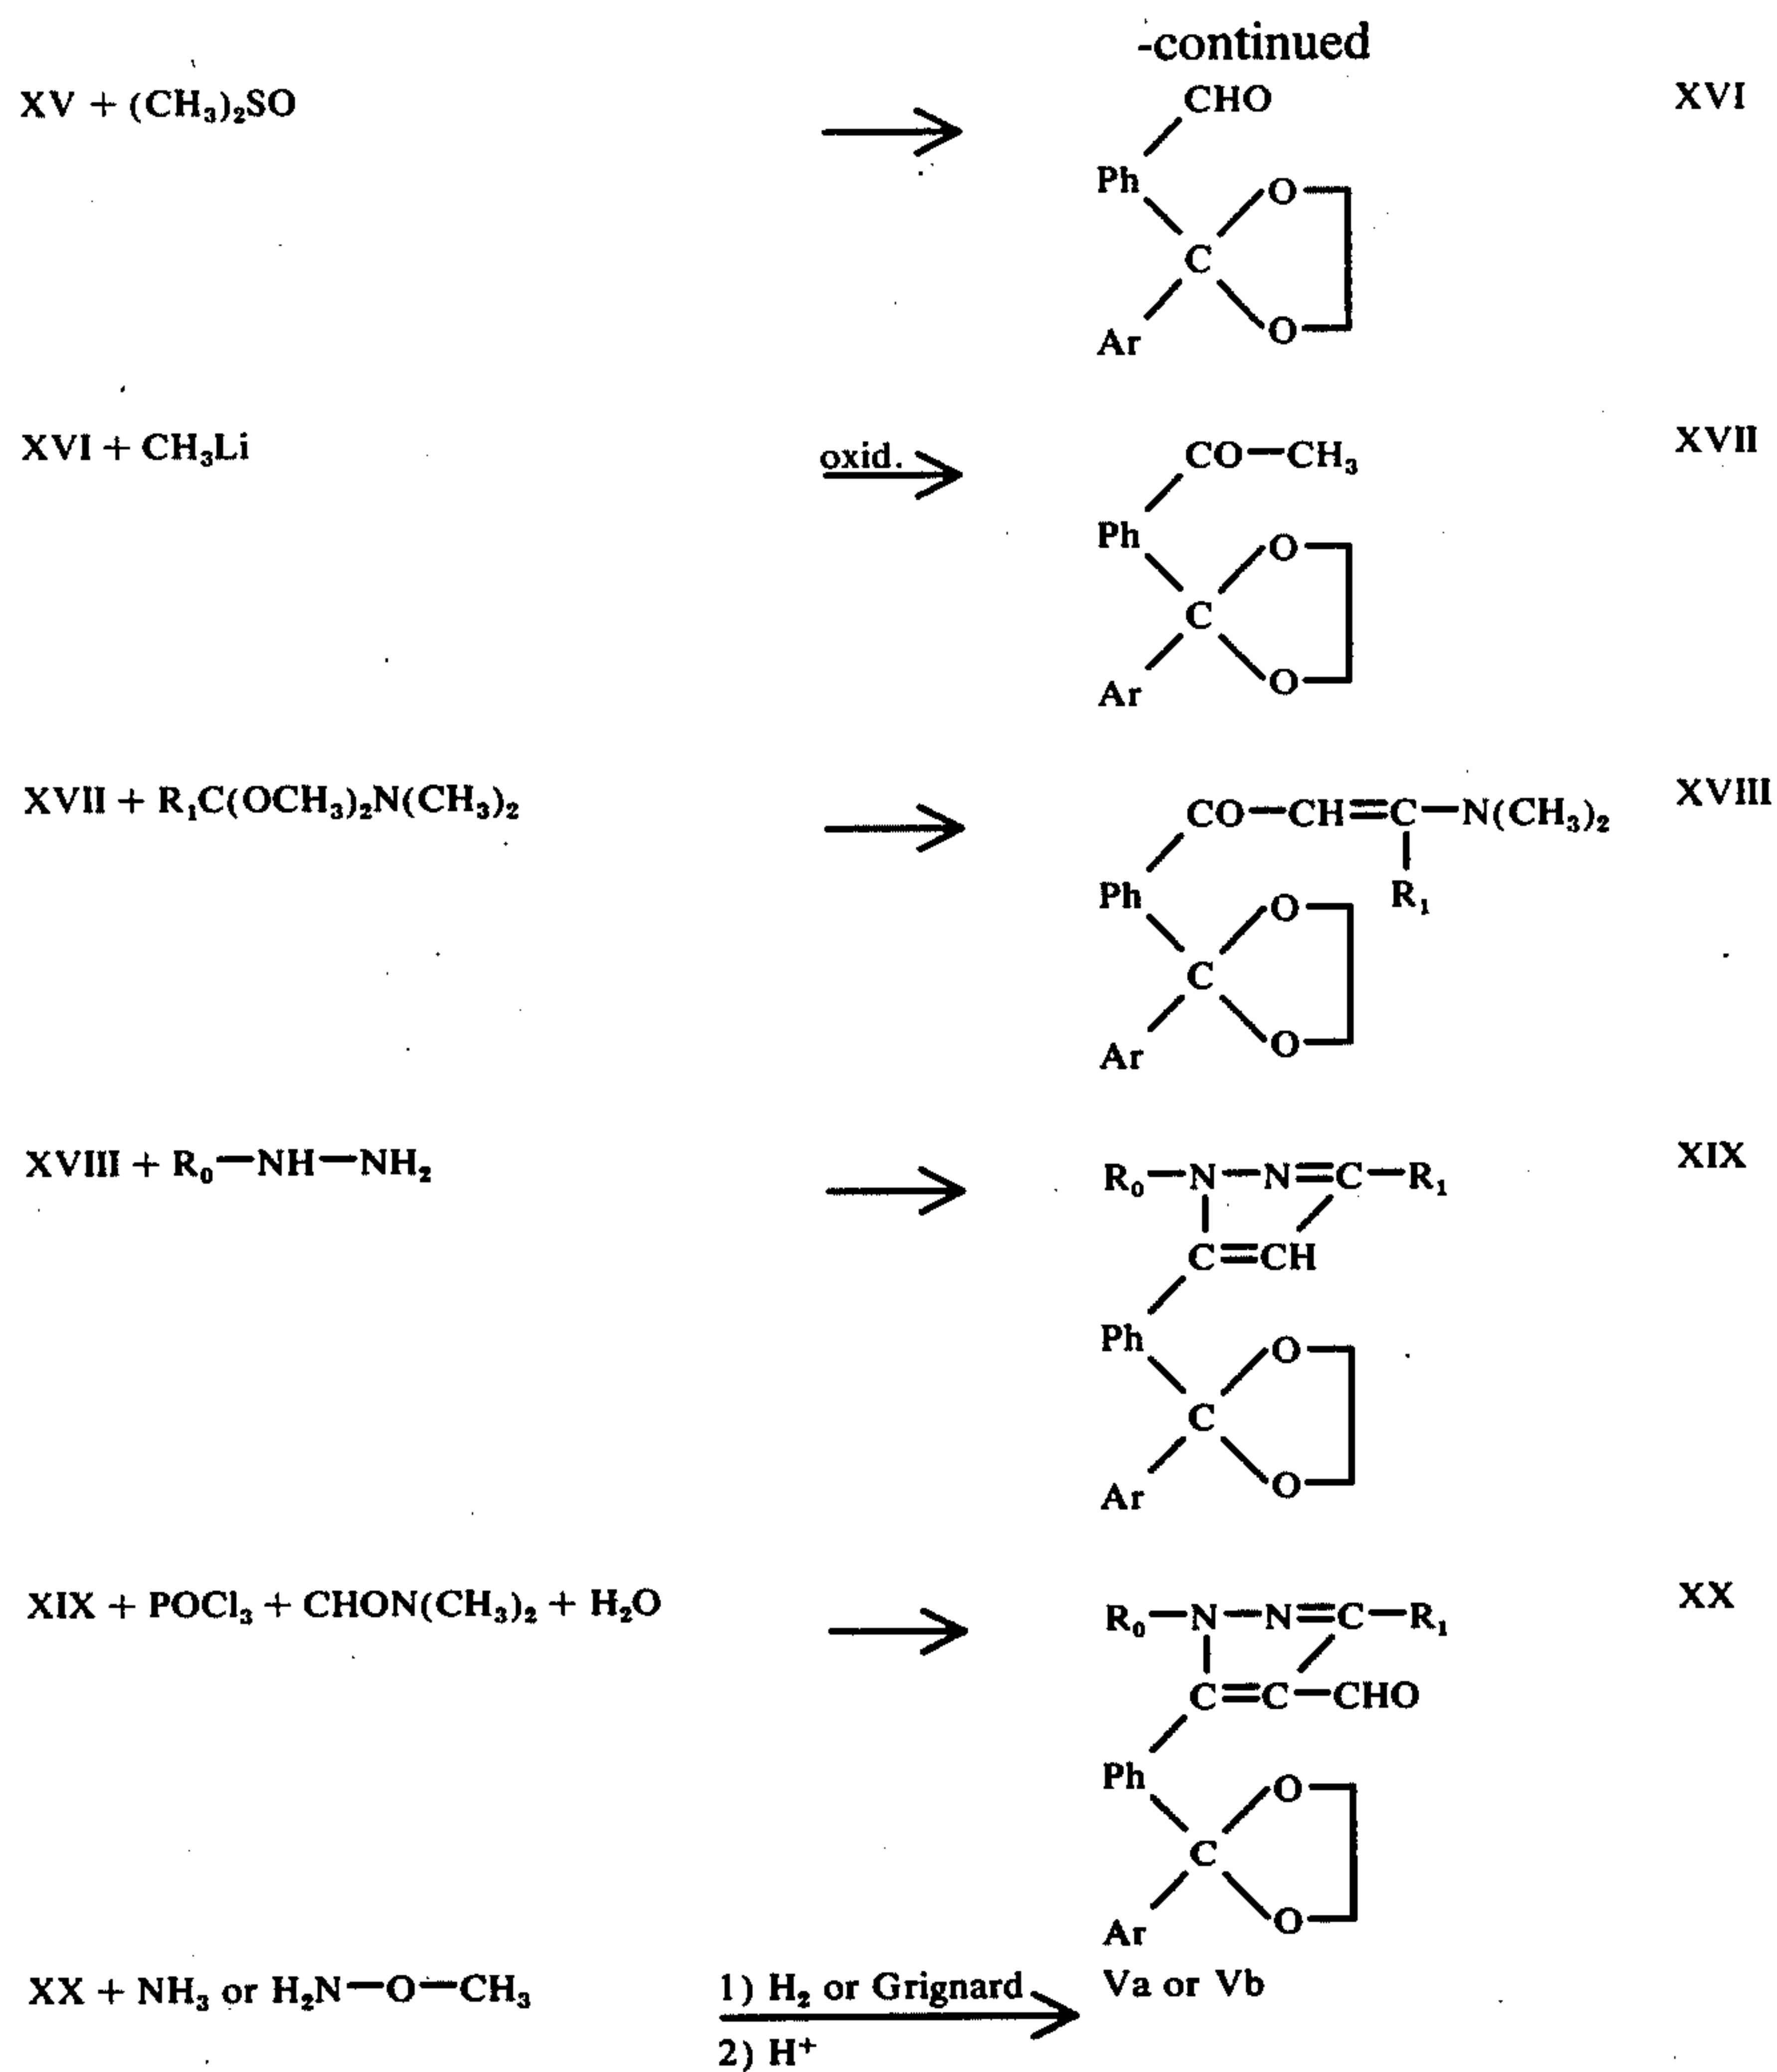 -continued
XV + (CH₃)₂SO
CHO
XVI
Ph
O
C
Ar
O
XVI + CH₃Li
oxid.
CO—CH₃
XVII
Ph
O
C
Ar
O
XVII + R₁C(OCH₃)₂N(CH₃)₂
CO—CH=C—N(CH₃)₂
XVIII
R₁
Ph
O
C
Ar
O
XVIII + R₀—NH—NH₂
R₀—N—N=C—R₁
XIX
C=CH
Ph
O
C
Ar
O
XIX + POCl₃ + CHON(CH₃)₂ + H₂O
R₀—N—N=C—R₁
XX
C=C—CHO
Ph
O
C
Ar
O
XX + NH₃ or H₂N—O—CH₃
1) H₂ or Grignard
2) H⁺
Va or Vb